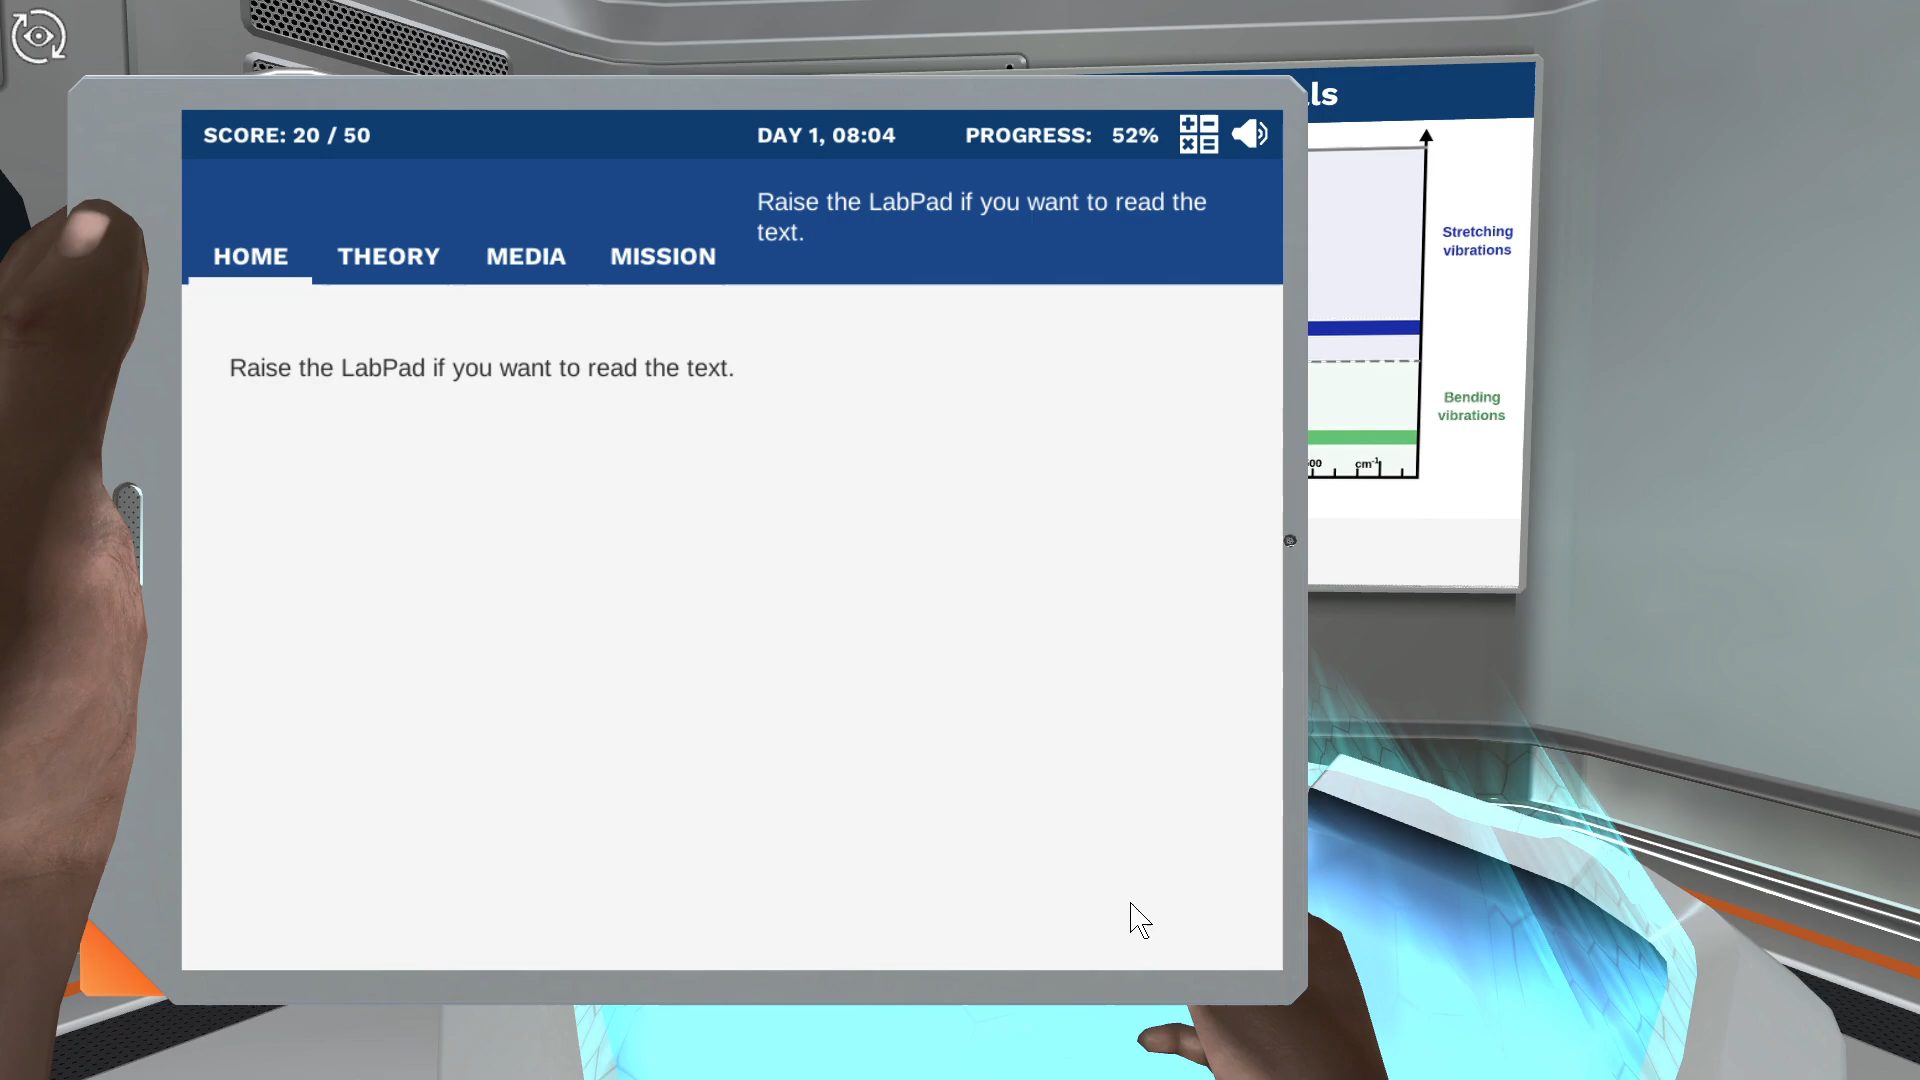 SCORE: 20 / 50
DAY 1, 08:04
PROGRESS: 52%
Raise the LabPad if you want to read the
text.
HOME
THEORY
MEDIA
MISSION
Raise the LabPad if you want to read the text.
ls
Stretching
vibrations
Bending
vibrations
00
cm-1